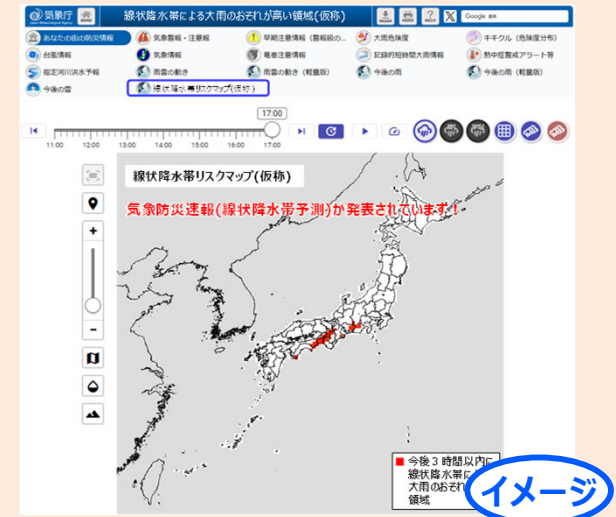 気象庁
線状降水帯による大雨のおそれが高い領域(仮称)
Google 提供
あなたの街の防災情報
気象警報・注意報
早期注意情報(警報級の...
大雨危険度
キキクル(危険度分布)
台風情報
気象情報
竜巻注意情報
記録的短時間大雨情報
熱中症警戒アラート等
指定河川洪水予報
雨雲の動き
雨雲の動き(軽量版)
今後の雨
今後の雨(軽量版)
今後の雪
線状降水帯リスクマップ(仮称)
17:00
11:00 12:00 13:00 14:00 15:00 16:00 17:00
線状降水帯リスクマップ(仮称)
気象防災速報(線状降水帯予測)が発表されています!
今後3時間以内に
線状降水帯に
大雨のおそれ
領域
イメージ